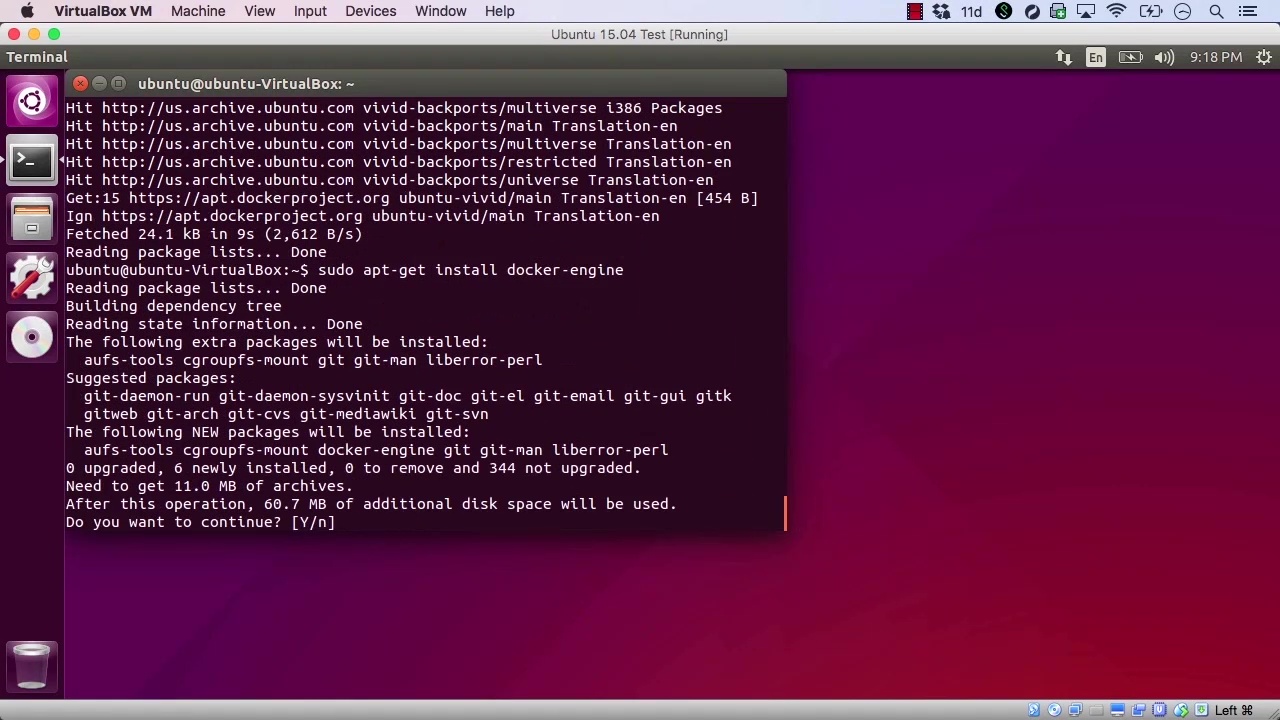 VirtualBox VM Machine View Input Devices Window Help 11d
Ubuntu 15.04 Test [Running]
Terminal En 9:18 PM
ubuntu@ubuntu-VirtualBox: ~
Hit http://us.archive.ubuntu.com vivid-backports/multiverse i386 Packages
Hit http://us.archive.ubuntu.com vivid-backports/main Translation-en
Hit http://us.archive.ubuntu.com vivid-backports/multiverse Translation-en
Hit http://us.archive.ubuntu.com vivid-backports/restricted Translation-en
Hit http://us.archive.ubuntu.com vivid-backports/universe Translation-en
Get:15 https://apt.dockerproject.org ubuntu-vivid/main Translation-en [454 B]
Ign https://apt.dockerproject.org ubuntu-vivid/main Translation-en
Fetched 24.1 kB in 9s (2,612 B/s)
Reading package lists... Done
ubuntu@ubuntu-VirtualBox:~$ sudo apt-get install docker-engine
Reading package lists... Done
Building dependency tree
Reading state information... Done
The following extra packages will be installed:
aufs-tools cgroupfs-mount git git-man liberror-perl
Suggested packages:
git-daemon-run git-daemon-sysvinit git-doc git-el git-email git-gui gitk
gitweb git-arch git-cvs git-mediawiki git-svn
The following NEW packages will be installed:
aufs-tools cgroupfs-mount docker-engine git git-man liberror-perl
0 upgraded, 6 newly installed, 0 to remove and 344 not upgraded.
Need to get 11.0 MB of archives.
After this operation, 60.7 MB of additional disk space will be used.
Do you want to continue? [Y/n]
Left ⌘